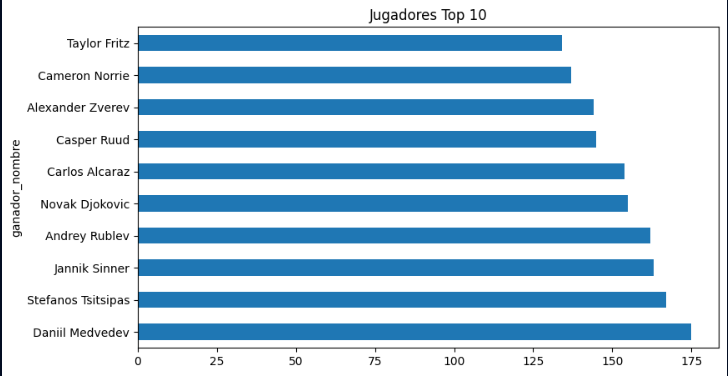 Jugadores Top 10
ganador_nombre
Taylor Fritz
Cameron Norrie
Alexander Zverev
Casper Ruud
Carlos Alcaraz
Novak Djokovic
Andrey Rublev
Jannik Sinner
Stefanos Tsitsipas
Daniil Medvedev
0 25 50 75 100 125 150 175